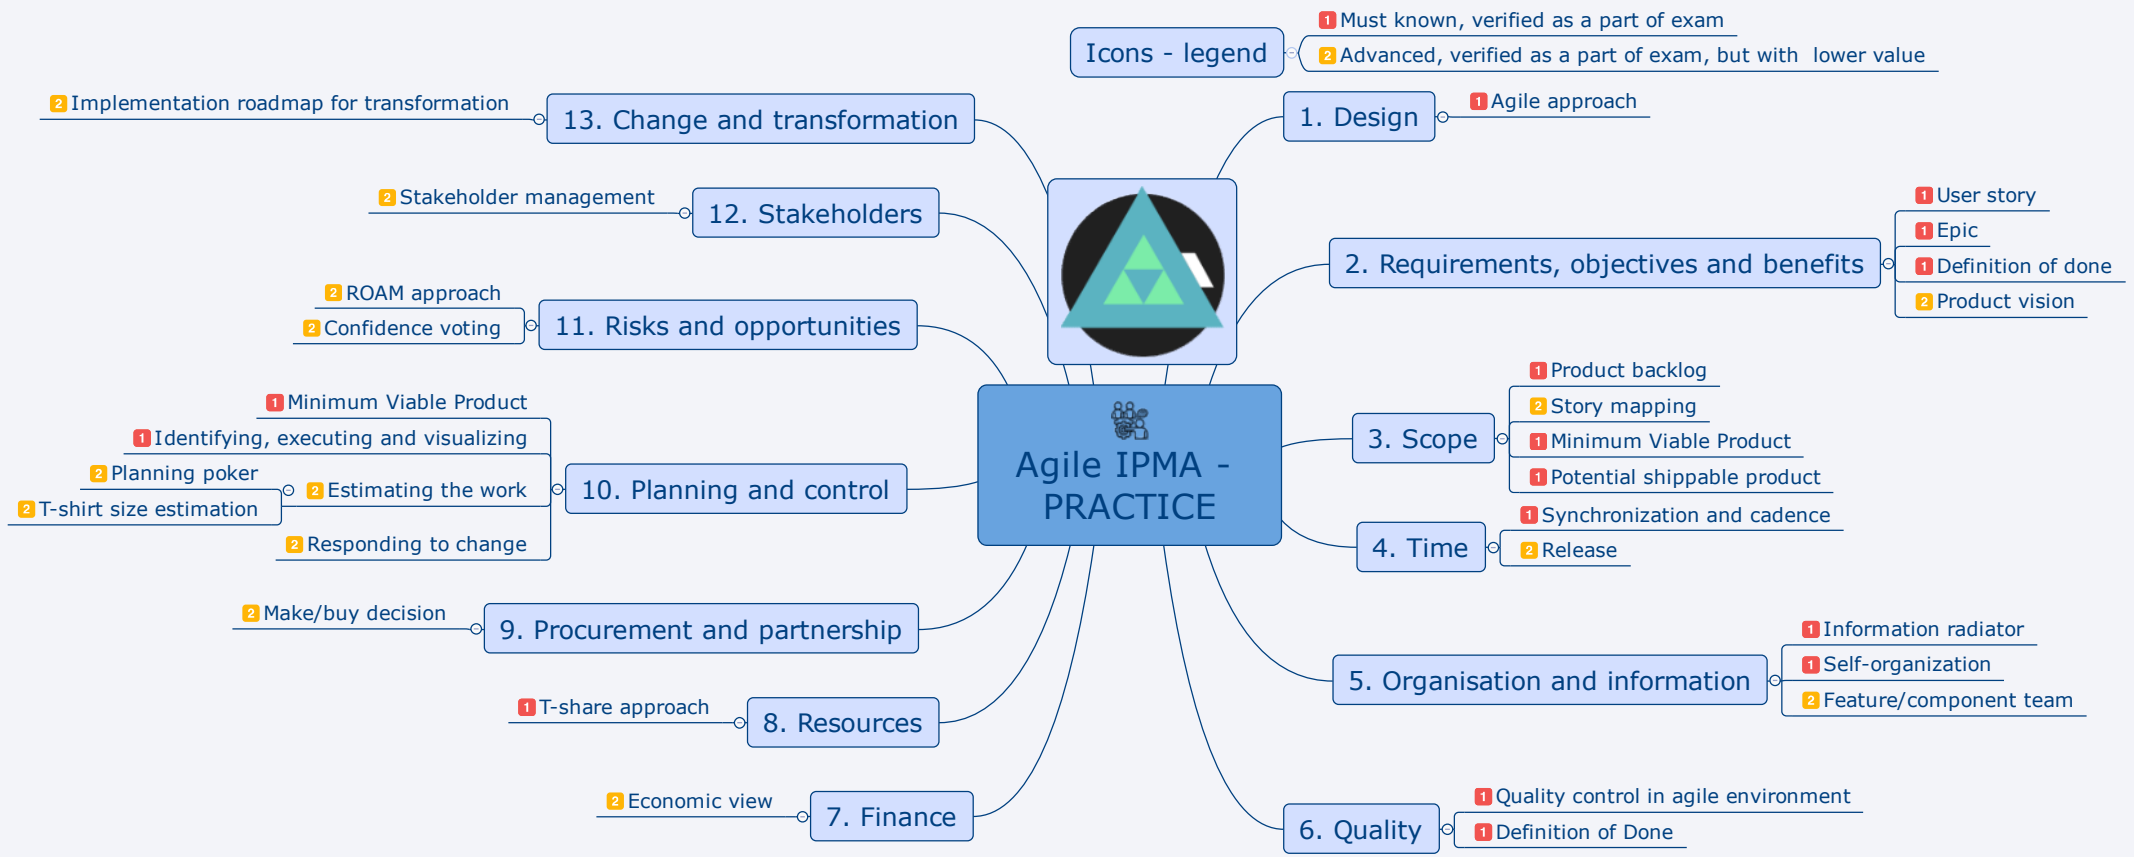 Icons - legend
1 Must known, verified as a part of exam
2 Advanced, verified as a part of exam, but with  lower value
Agile IPMA -
PRACTICE
1. Design
1 Agile approach
2. Requirements, objectives and benefits
1 User story
1 Epic
1 Definition of done
2 Product vision
3. Scope
1 Product backlog
2 Story mapping
1 Minimum Viable Product
1 Potential shippable product
4. Time
1 Synchronization and cadence
2 Release
5. Organisation and information
1 Information radiator
1 Self-organization
2 Feature/component team
6. Quality
1 Quality control in agile environment
1 Definition of Done
7. Finance
2 Economic view
8. Resources
1 T-share approach
9. Procurement and partnership
2 Make/buy decision
10. Planning and control
1 Minimum Viable Product
1 Identifying, executing and visualizing
2 Estimating the work
2 Planning poker
2 T-shirt size estimation
2 Responding to change
11. Risks and opportunities
2 ROAM approach
2 Confidence voting
12. Stakeholders
2 Stakeholder management
13. Change and transformation
2 Implementation roadmap for transformation